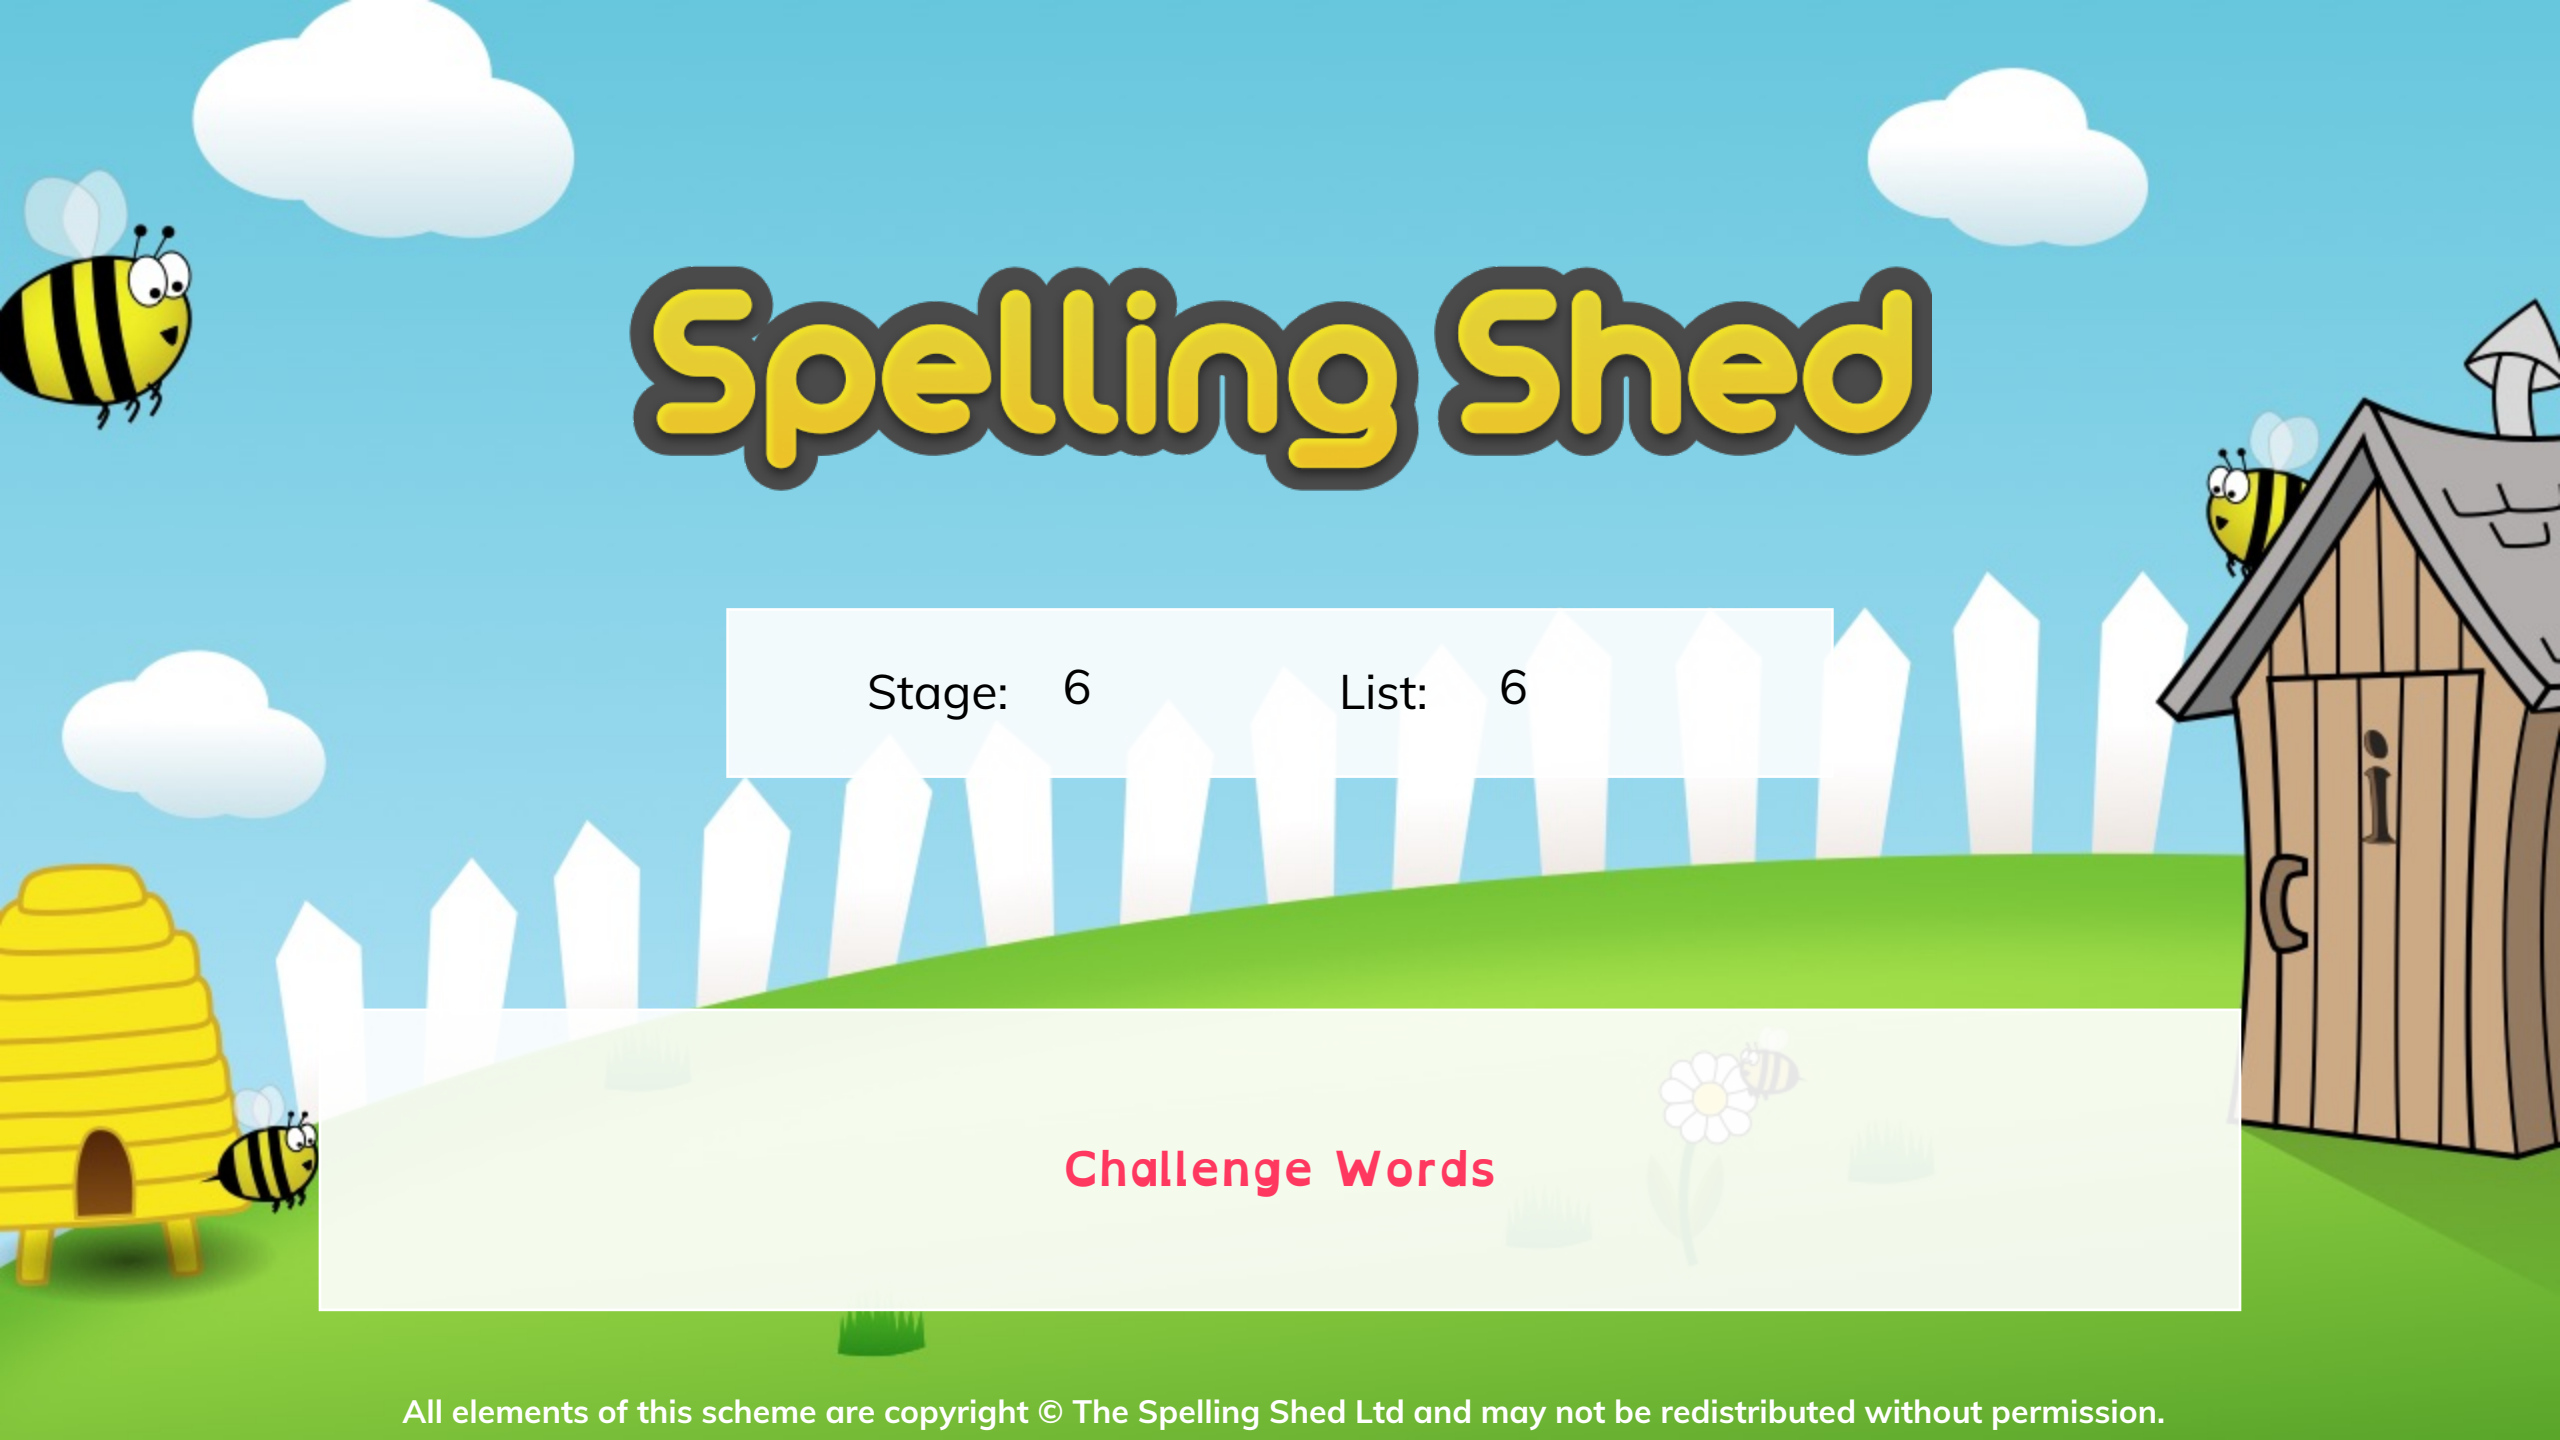 Spelling Shed
Stage: 6 List: 6
i
Challenge Words
All elements of this scheme are copyright © The Spelling Shed Ltd and may not be redistributed without permission.